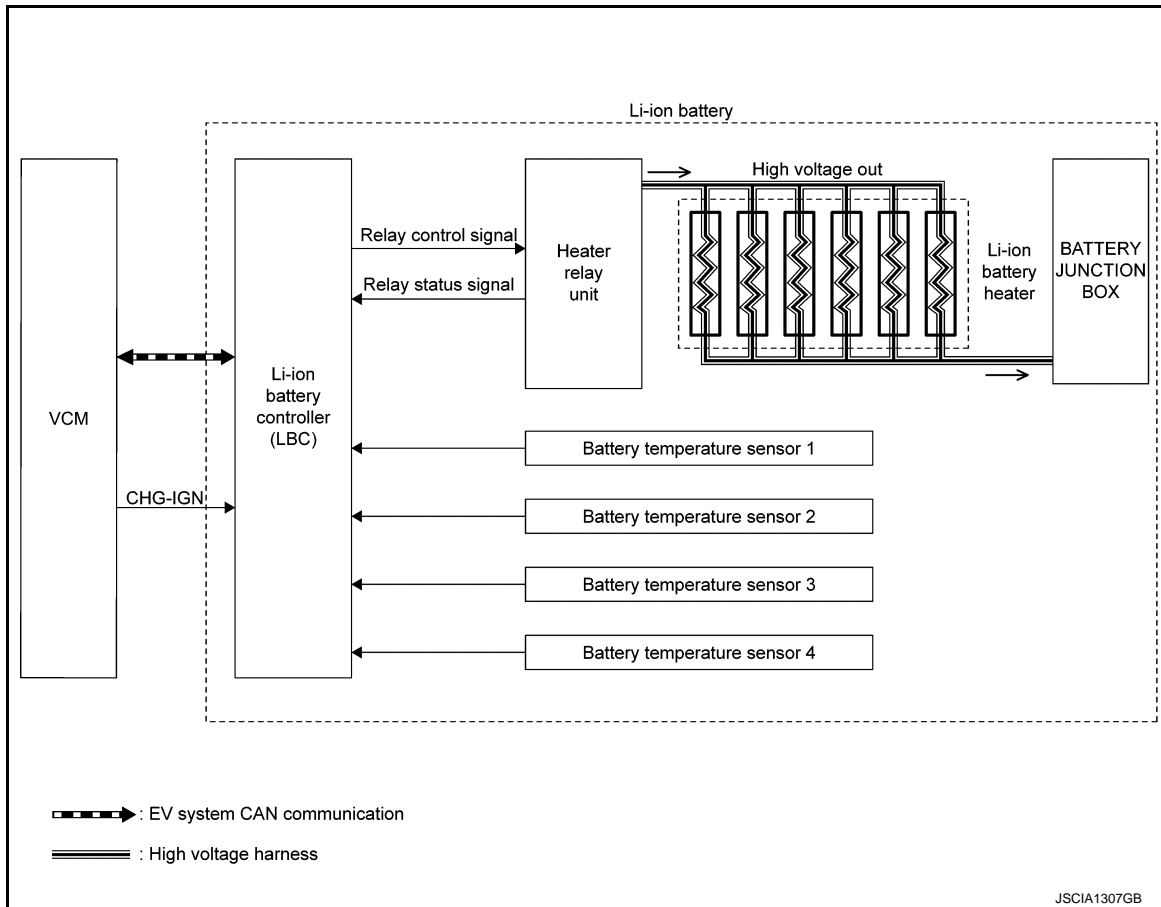 Li-ion battery
High voltage out
Relay control signal
Relay status signal
Heater
relay
unit
Li-ion
battery
heater
BATTERY
JUNCTION
BOX
VCM
Li-ion
battery
controller
(LBC)
CHG-IGN
Battery temperature sensor 1
Battery temperature sensor 2
Battery temperature sensor 3
Battery temperature sensor 4
: EV system CAN communication
: High voltage harness
JSCIA1307GB